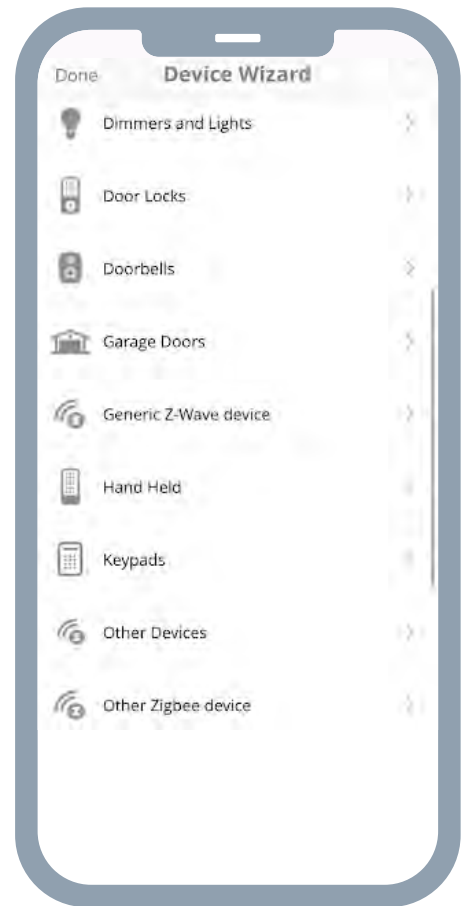 Done Device Wizard
Dimmers and Lights
Door Locks
Doorbells
Garage Doors
Generic Z-Wave device
Hand Held
Keypads
Other Devices
Other Zigbee device